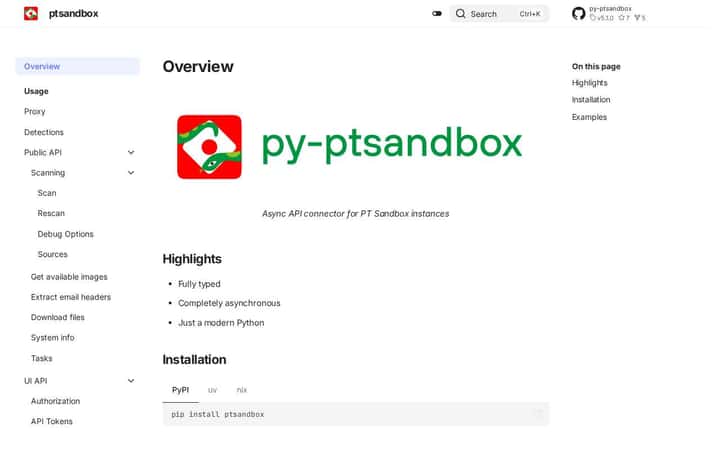 ptsandbox
Search
Ctrl+K
py-ptsandbox
v5.1.0
7
5
Overview
Usage
Proxy
Detections
Public API
Scanning
Scan
Rescan
Debug Options
Sources
Get available images
Extract email headers
Download files
System info
Tasks
UI API
Authorization
API Tokens
Overview
py-ptsandbox
Async API connector for PT Sandbox instances
Highlights
Fully typed
Completely asynchronous
Just a modern Python
Installation
PyPI
uv
nix
pip install ptsandbox
On this page
Highlights
Installation
Examples